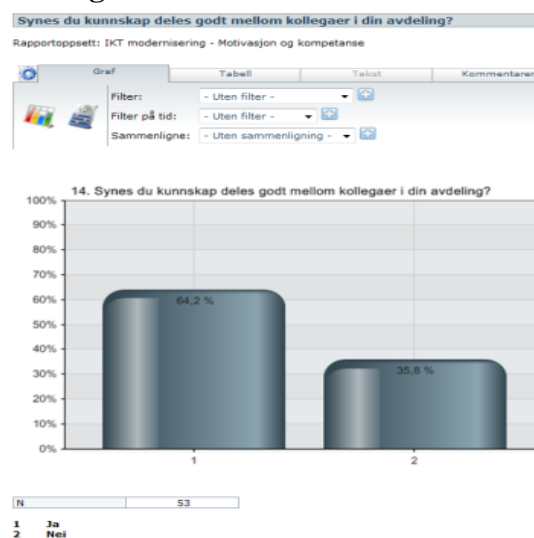 Synes du kunnskap deles godt mellom kollegaer i din avdeling?
Rapportoppsett: IKT modernisering - Motivasjon og kompetanse
Graf Tabell Tekst Kommentarer
Filter: - Uten filter -
Filter på tid: - Uten filter -
Sammenligne: - Uten sammenligning -
14. Synes du kunnskap deles godt mellom kollegaer i din avdeling?
100%
90%
80%
70%
60%
50%
40%
30%
20%
10%
0%
64,2 %
35,8 %
1 2
N 53
1 Ja
2 Nei